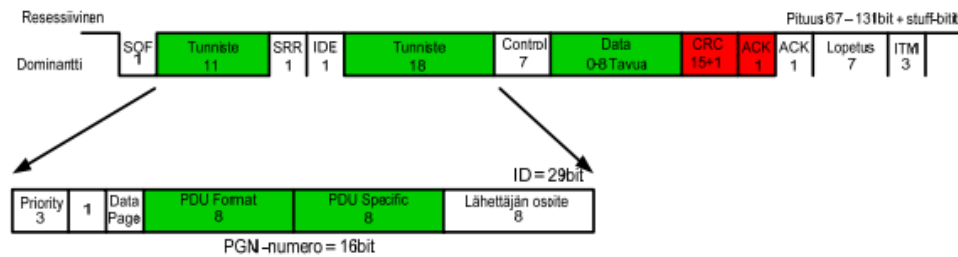 Resessiivinen
Pituus 67 – 131bit + stuff-bitit
Dominantti
SOF
1
Tunniste
11
SRR
1
IDE
1
Tunniste
18
Control
7
Data
0-8 Tavua
CRC
15+1
ACK
1
ACK
1
Lopetus
7
ITM
3
ID = 29bit
Priority
3
1
Data
Page
PDU Format
8
PDU Specific
8
Lähettäjän osoite
8
PGN-numero = 16bit